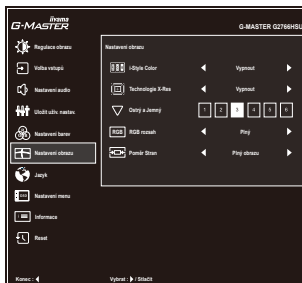 iiyama
G-MASTER
G-MASTER G2766HSU
Regulace obrazu
Volba vstupů
Nastavení audio
Uložit uživ. nastav.
Nastavení barev
Nastavení obrazu
Jazyk
Nastavení menu
Informace
Reset
Nastavení obrazu
i-Style Color Vypnout
Technologie X-Res Vypnout
Ostrý a Jemný 1 2 3 4 5 6
RGB RGB rozsah Plný
Poměr Stran Plný obrazu
Konec : Vybrat : / Stlačit